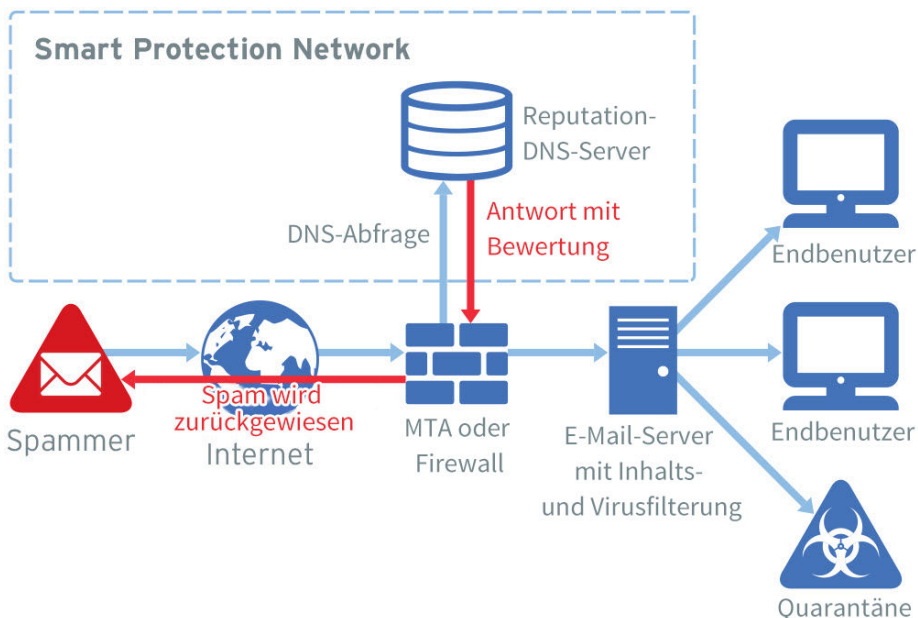 Smart Protection Network
Reputation-
DNS-Server
DNS-Abfrage
Antwort mit
Bewertung
Endbenutzer
Spam wird
zurückgewiesen
Spammer
Internet
MTA oder
Firewall
E-Mail-Server
mit Inhalts-
und Virusfilterung
Endbenutzer
Quarantäne